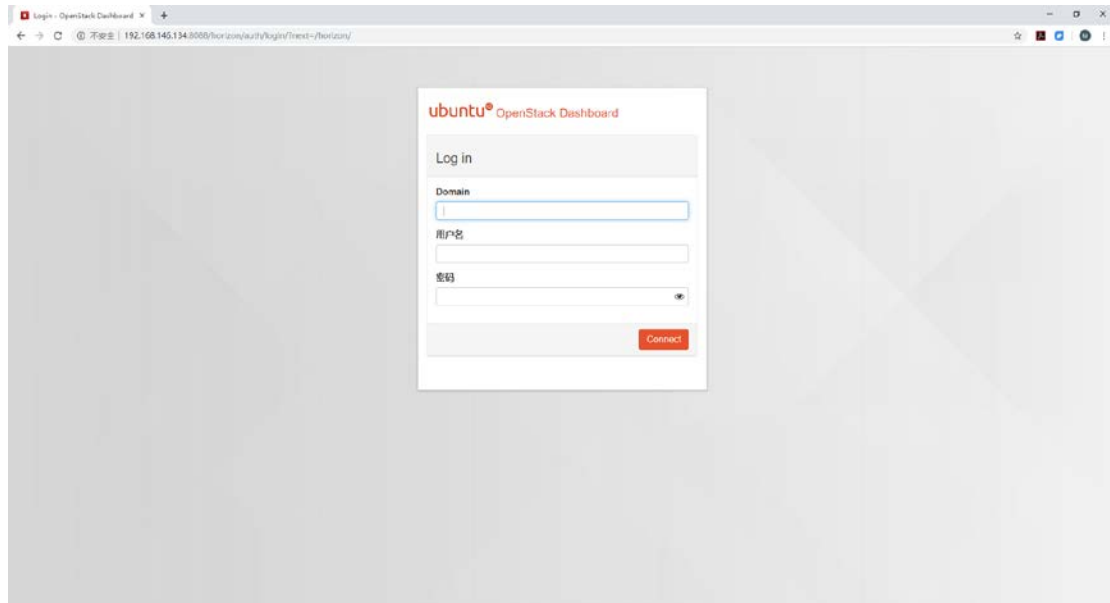 Login - OpenStack Dashboard
不安全 | 192.168.145.134:8088/horizon/auth/login/?next=/horizon/
ubuntu® OpenStack Dashboard
Log in
Domain
用户名
密码
Connect